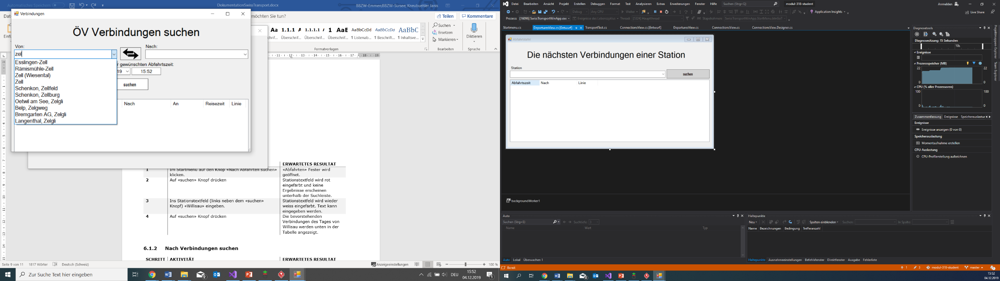 Automatisches Speichern
DokumentationSwissTransport.docx
BBZW-Emmen;BBZW-Sursee; Kneubuehler Janis
Verbindungen
möchten Sie tun?
Teilen
Kommentare
ÖV Verbindungen suchen
Von:
Nach:
zel
Esslingen-Zell
Rämismühle-Zell
Zell (Wiesental)
Zell
Schenkon, Zellfeld
Schenkon, Zellburg
Oetwil am See, Zelgli
Belp, Zelgweg
Bremgarten AG, Zelgli
Langenthal, Zelgli
r gewünschten Abfahrtszeit:
19
15:52
suchen
Nach
An
Reisezeit
Linie
Aa 1.1.1 A 1.1.1.1 1 AaE AaBbCcDd AaBbCcDd AaBbC
chrif... Überschrif... Überschrif... Überschrif... ¶ Listenab... ¶ Beschrift... ¶ Inhaltsve...
Formatvorlagen
Suchen
Ersetzen
Markieren
Bearbeiten
Diktieren
Sprache
ERWARTETES RESULTAT
1 Im Startmenü auf den Knop «Nach Abfahrten suchen» klicken.
«Abfahrten» Fester wird geöffnet.
2 Auf «suchen» Knopf drücken
Stationstextfeld wird rot eingefärbt und keine Ergebnisse erscheinen unterhalb der Suchleiste.
3 Ins Stationstextfeld (links neben dem «suchen» Knopf) «Willisau» eingeben.
Stationstextfeld wird wieder weiss eingefärbt. Text kann eingegeben werden.
4 Auf «suchen» Knopf drücken
Die bevorstehenden Verbindungen des Tages von Willisau werden unten in der Tabelle angezeigt.
6.1.2 Nach Verbindungen suchen
SCHRITT AKTIVITÄT ERWARTETES RESULTAT
Seite 9 von 11 1817 Wörter Deutsch (Schweiz)
Anzeigeeinstellungen
100 %
Zur Suche Text hier eingeben
DEU
15:52
04.12.2019
Datei Bearbeiten Ansicht Projekt Erstellen Debuggen Format Test Analysieren Extras Erweiterungen Fenster Hilfe
Suchen (Strg+Q)
modul-318-student
Anmelden
Debug Any CPU Weiter
Application Insights
Live Share
Prozess: [16096] SwissTransportWinApp.exe
Ereignisse des Lebenszyklus Thread: [5324] Hauptthread
Stapelrahmen: SwissTransportWinApp.StartMenu.btnGoT
Startmenu.cs
DeparturesView.cs [Entwurf]
TransportTest.cs
ConnectionsView.cs [Entwurf]
DeparturesView.cs
ConnectionsView.cs
ConnectionsView.Designer.cs
Abfahrtstafel
Die nächsten Verbindungen einer Station
Station
suchen
Abfahrtszeit Nach Linie
backgroundWorker1
Diagnosetools
Diagnosesitzung: 15 Sekunden
10s
Ereignisse
Prozessspeicher (MB)
22 22
0 0
CPU (% aller Prozessoren)
100 100
0 0
Zusammenfassung Ereignisse Speicherauslastur
Ereignisse
Ereignisse anzeigen (0 von 0)
Speicherauslastung
Momentaufnahme erstellen
CPU-Auslastung
CPU-Profilerstellung aufzeichnen
Projektmappen-Explorer
Team Explorer
Auto
Suchen (Strg+E)
Suchtiefe: 3
Name Wert Typ
Auto Lokal Überwachen 1
Haltepunkte
Neu
Spalten einblenden
Suchen:
In Spalte:
Name Bezeichnungen Bedingung Trefferanzahl
Haltepunkte Ausnahmeeinstellungen Befehlsfenster Direktfenster Ausgabe Fehlerliste
Bereit
1 3 modul-318-student master
15:52
04.12.2019